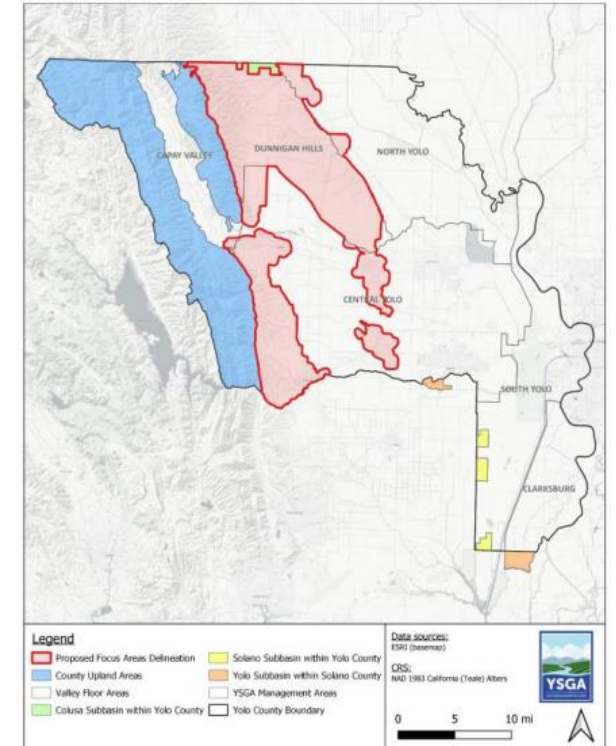 CAPAY VALLEY
DUNNIGAN HILLS
NORTH YOLO
CENTRAL YOLO
SOUTH YOLO
CLARKSBURG
Legend
Proposed Focus Areas Delineation
County Upland Areas
Valley Floor Areas
Colusa Subbasin within Yolo County
Solano Subbasin within Yolo County
Yolo Subbasin within Solano County
YSGA Management Areas
Yolo County Boundary
Data sources:
ESRI (basemap)
CRS:
NAD 1983 California (Teale) Albers
0 5 10 mi
YSGA